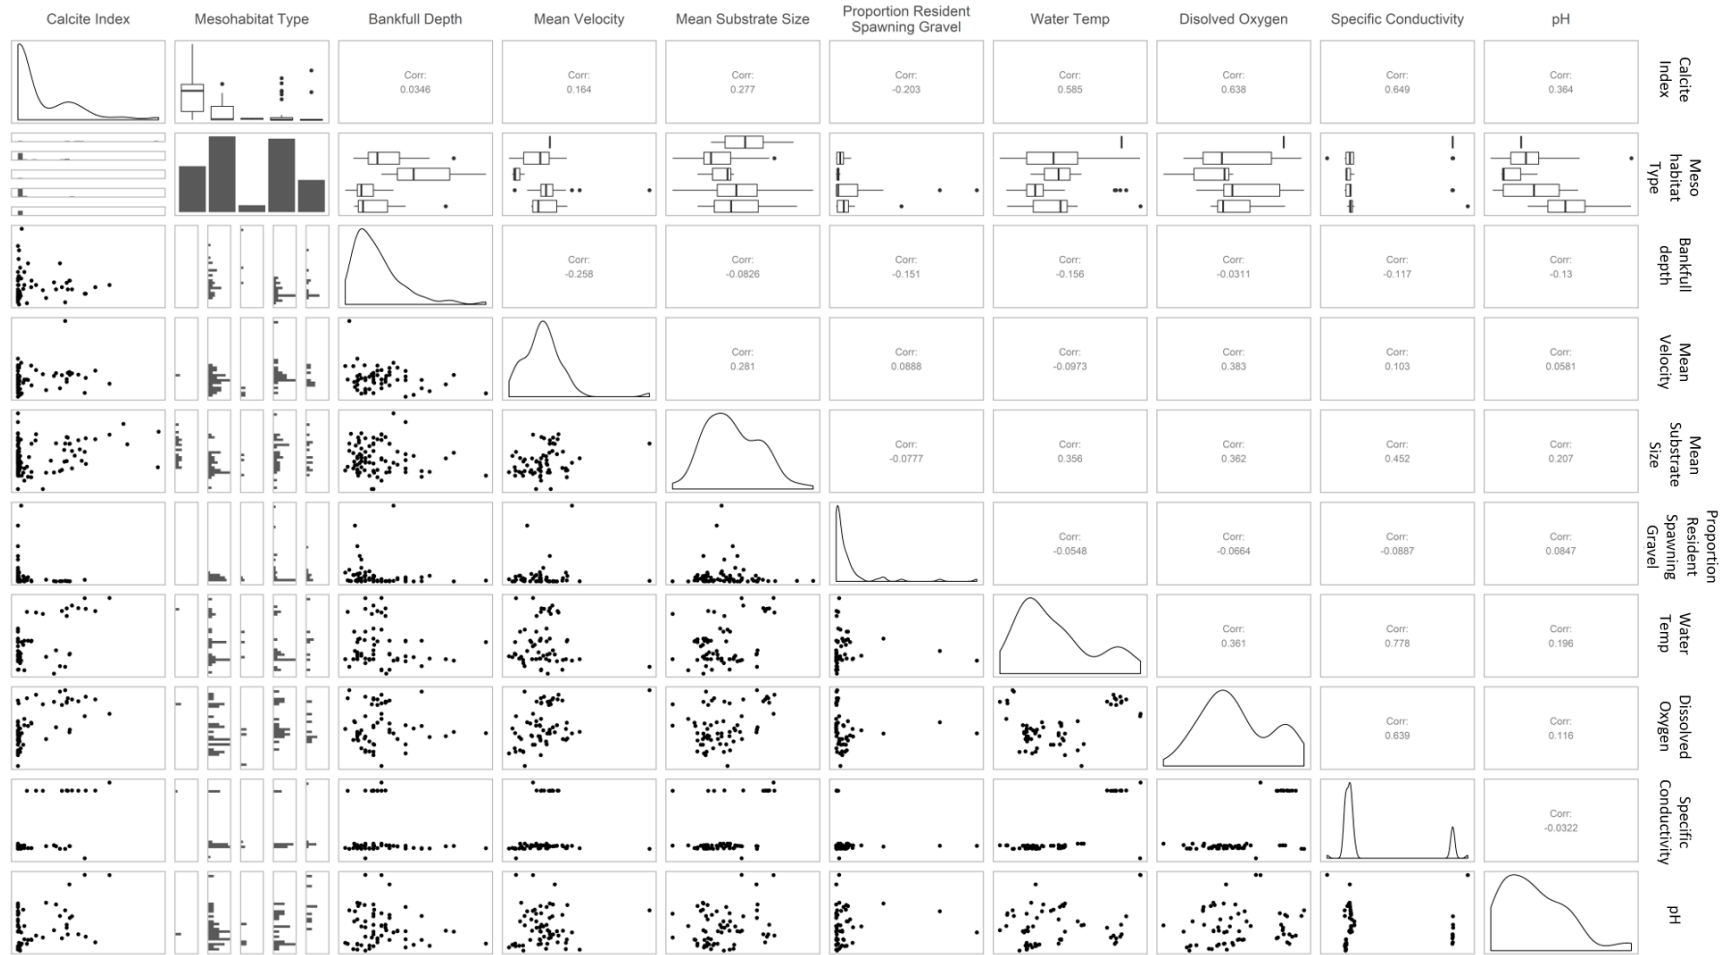 Calcite Index
Mesohabitat Type
Bankfull Depth
Mean Velocity
Mean Substrate Size
Proportion Resident
Spawning Gravel
Water Temp
Disolved Oxygen
Specific Conductivity
pH
Corr:
0.0346
Corr:
0.164
Corr:
0.277
Corr:
-0.203
Corr:
0.585
Corr:
0.638
Corr:
0.649
Corr:
0.364
Calcite
Index
Meso
habitat
Type
Corr:
-0.258
Corr:
-0.0826
Corr:
-0.151
Corr:
-0.156
Corr:
-0.0311
Corr:
-0.117
Corr:
-0.13
Bankfull
depth
Corr:
0.281
Corr:
0.0888
Corr:
-0.0973
Corr:
0.383
Corr:
0.103
Corr:
0.0581
Mean
Velocity
Corr:
-0.0777
Corr:
0.356
Corr:
0.362
Corr:
0.452
Corr:
0.207
Mean
Substrate
Size
Corr:
-0.0548
Corr:
-0.0664
Corr:
-0.0887
Corr:
0.0847
Proportion
Resident
Spawning
Gravel
Corr:
0.361
Corr:
0.778
Corr:
0.196
Water
Temp
Corr:
0.639
Corr:
0.116
Dissolved
Oxygen
Corr:
-0.0322
Specific
Conductivity
pH